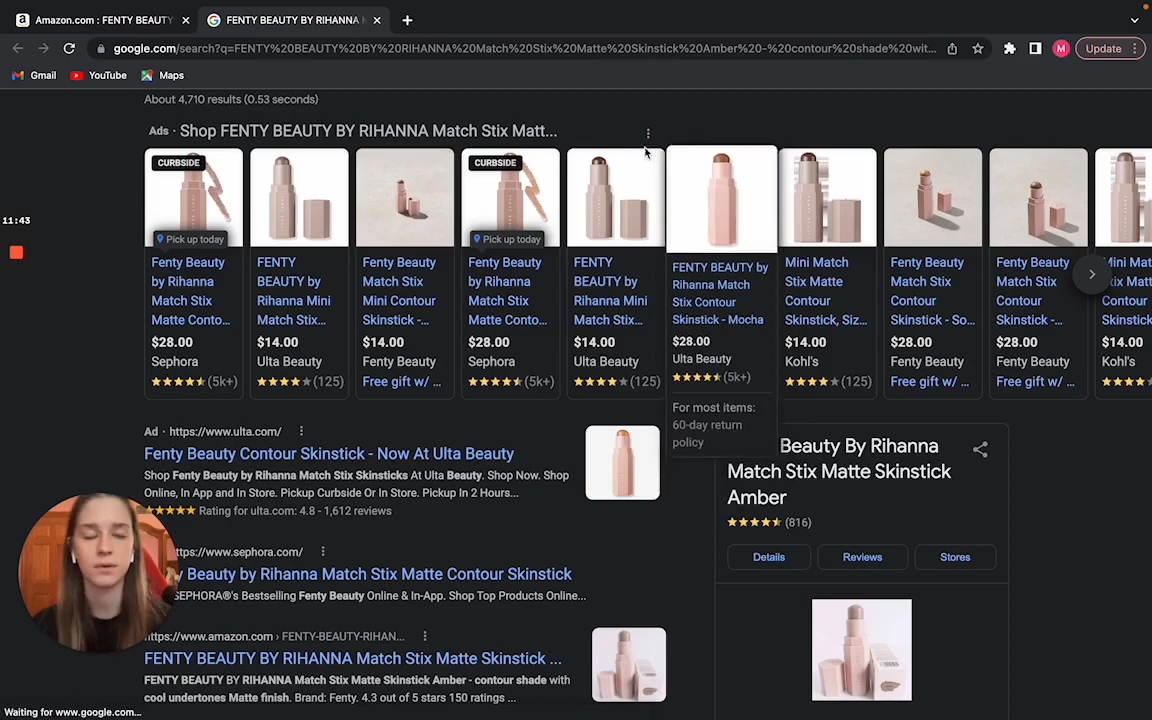 Amazon.com : FENTY BEAUTY
FENTY BEAUTY BY RIHANNA M
google.com/search?q=FENTY%20BEAUTY%20BY%20RIHANNA%20Match%20Stix%20Matte%20Skinstick%20Amber%20-%20contour%20shade%20wit...
M
Update
Gmail
YouTube
Maps
About 4,710 results (0.53 seconds)
Ads · Shop FENTY BEAUTY BY RIHANNA Match Stix Matt...
11:43
CURBSIDE
Pick up today
Fenty Beauty
by Rihanna
Match Stix
Matte Conto...
$28.00
Sephora
(5k+)
FENTY
BEAUTY by
Rihanna Mini
Match Stix...
$14.00
Ulta Beauty
(125)
Fenty Beauty
Match Stix
Mini Contour
Skinstick -...
$14.00
Fenty Beauty
Free gift w/ ...
CURBSIDE
Pick up today
Fenty Beauty
by Rihanna
Match Stix
Matte Conto...
$28.00
Sephora
(5k+)
FENTY
BEAUTY by
Rihanna Mini
Match Stix...
$14.00
Ulta Beauty
(125)
FENTY BEAUTY by
Rihanna Match
Stix Contour
Skinstick - Mocha
$28.00
Ulta Beauty
(5k+)
For most items:
60-day return
policy
Mini Match
Stix Matte
Contour
Skinstick, Siz...
$14.00
Kohl's
(125)
Fenty Beauty
Match Stix
Contour
Skinstick - So...
$28.00
Fenty Beauty
Free gift w/ ...
Fenty Beauty
Match Stix
Contour
Skinstick -...
$28.00
Fenty Beauty
Free gift w/ ...
Mini Mat
Stix Matt
Contour
Skinstick
$14.00
Kohl's
Ad · https://www.ulta.com/
Fenty Beauty Contour Skinstick - Now At Ulta Beauty
Shop Fenty Beauty by Rihanna Match Stix Skinsticks At Ulta Beauty. Shop Now. Shop
Online, In App and In Store. Pickup Curbside Or In Store. Pickup In 2 Hours...
Rating for ulta.com: 4.8 - 1,612 reviews
ttps://www.sephora.com/
y Beauty by Rihanna Match Stix Matte Contour Skinstick
SEPHORA®'s Bestselling Fenty Beauty Online & In-App. Shop Top Products Online...
https://www.amazon.com › FENTY-BEAUTY-RIHAN...
FENTY BEAUTY BY RIHANNA Match Stix Matte Skinstick ...
FENTY BEAUTY BY RIHANNA Match Stix Matte Skinstick Amber - contour shade with
cool undertones Matte finish. Brand: Fenty. 4.3 out of 5 stars 150 ratings ...
Beauty By Rihanna
Match Stix Matte Skinstick
Amber
(816)
Details
Reviews
Stores
Waiting for www.google.com...